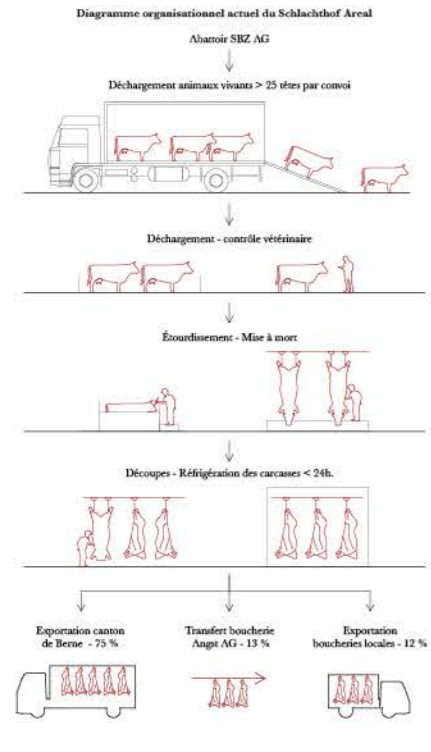 Diagramme organisationnel actuel du Schlachthof Areal
Abattoir SBZ AG
Déchargement animaux vivants > 25 têtes par convoi
Déchargement - contrôle vétérinaire
Étourdissement - Mise à mort
Découpes - Réfrigération des carcasses < 24h.
Exportation canton
de Berne - 75 %
Transfert boucherie
Angst AG - 13 %
Exportation
boucheries locales - 12 %